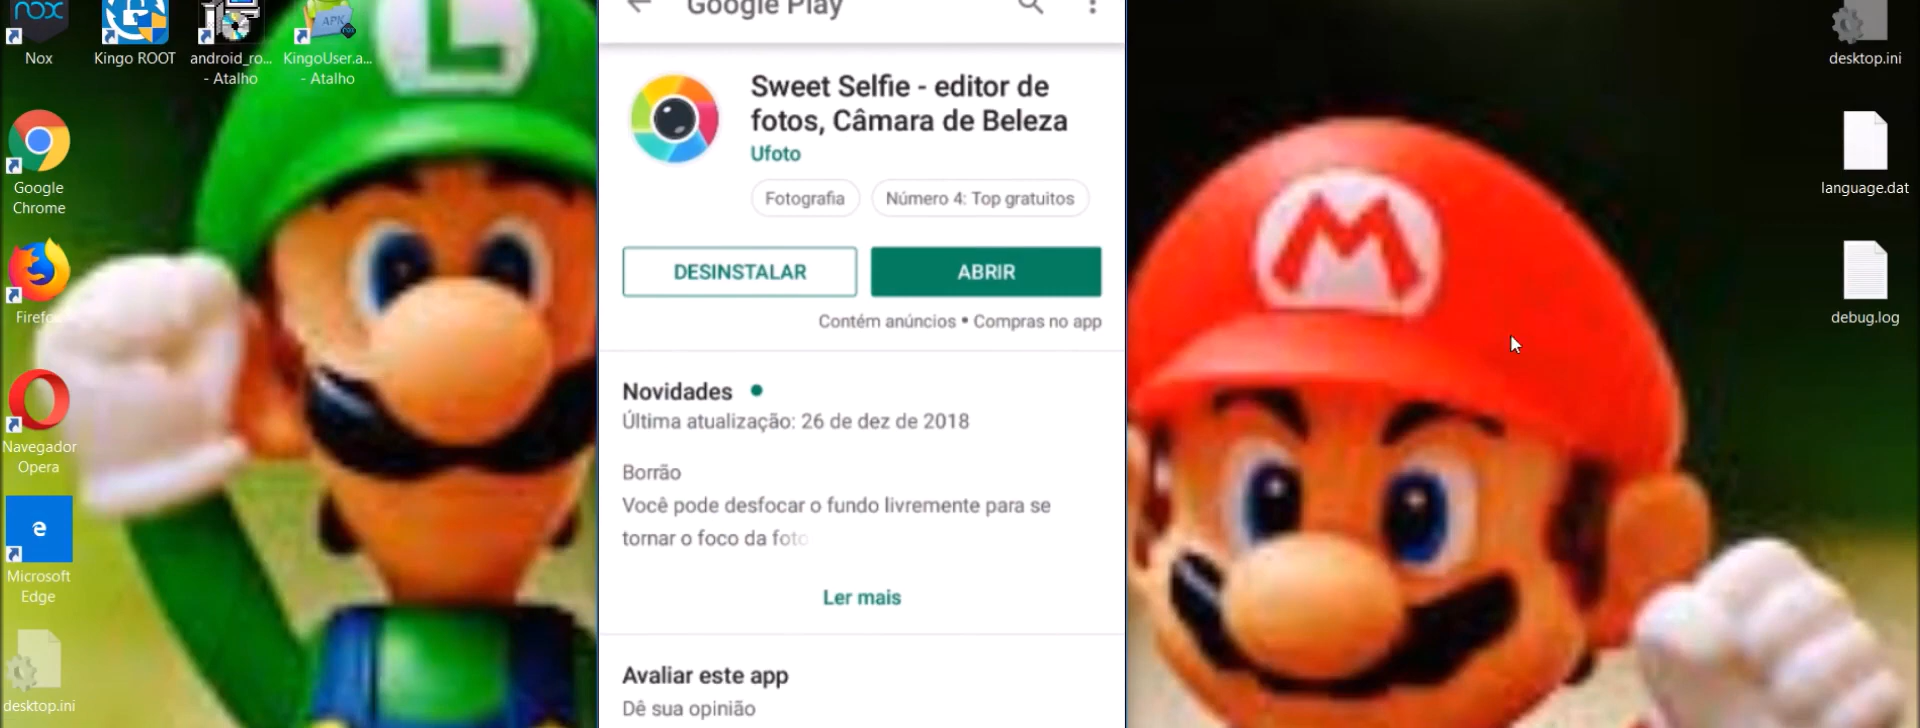 nox
Nox
Kingo ROOT
android_ro...
- Atalho
APK
KingoUser.a...
- Atalho
Google
Chrome
Firefo
Navegador
Opera
e
Microsoft
Edge
desktop.ini
L
Google Play
Sweet Selfie - editor de
fotos, Câmara de Beleza
Ufoto
Fotografia
Número 4: Top gratuitos
DESINSTALAR
ABRIR
Contém anúncios • Compras no app
Novidades
Última atualização: 26 de dez de 2018
Borrão
Você pode desfocar o fundo livremente para se
tornar o foco da foto
Ler mais
Avaliar este app
Dê sua opinião
M
desktop.ini
language.dat
debug.log